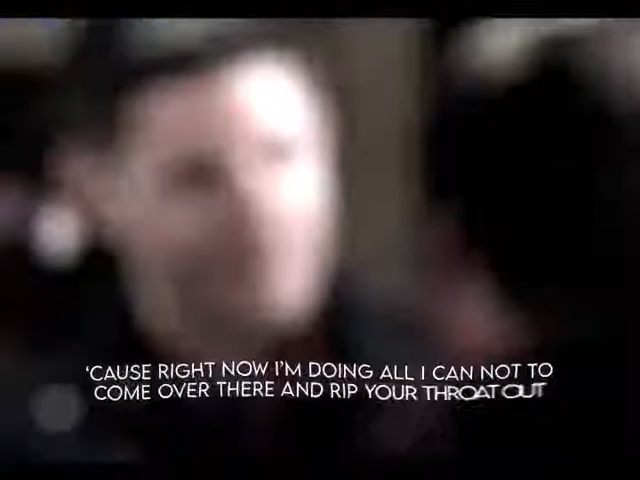 ‘CAUSE RIGHT NOW I’M DOING ALL I CAN NOT TO
COME OVER THERE AND RIP YOUR THROAT OUT